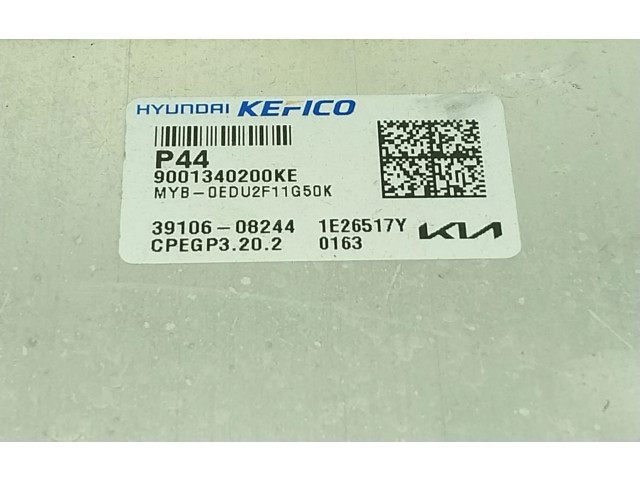 HYUNDAI KEFICO
P44
9001340200KE
MYB-0EDU2F11G50K
39106-08244 1E26517Y KIA
CPEGP3.20.2 0163